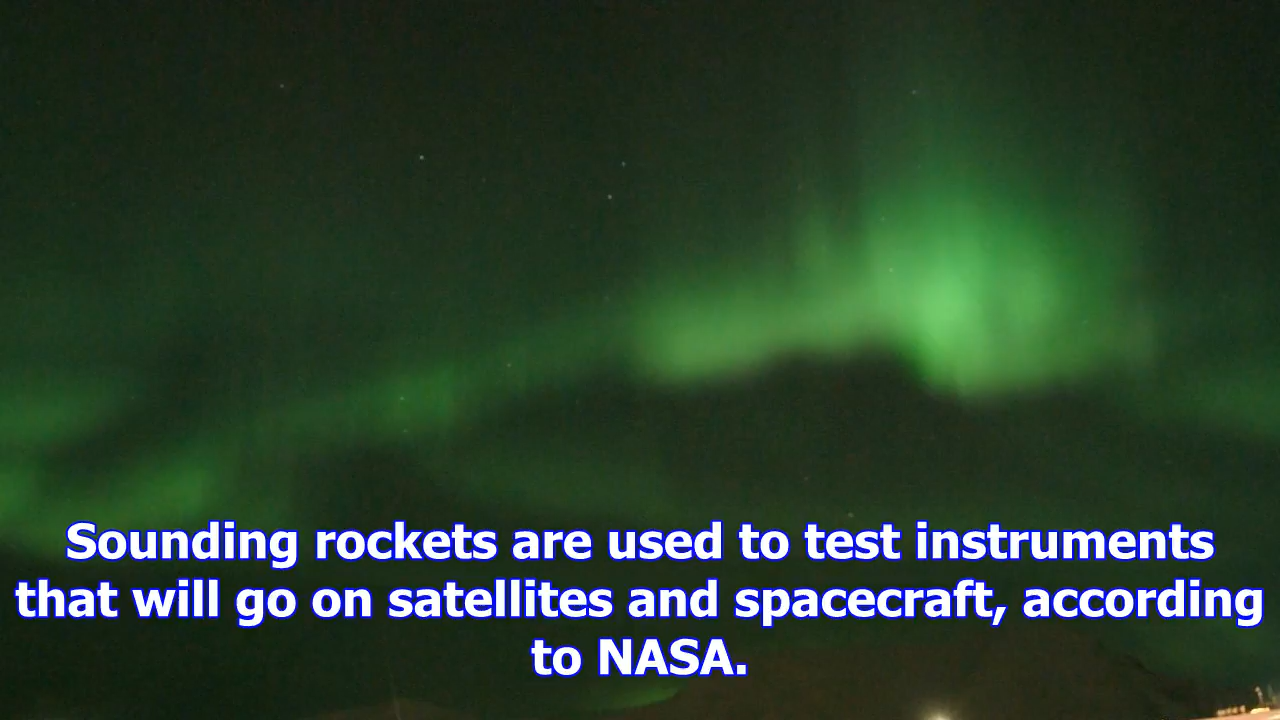 Sounding rockets are used to test instruments
that will go on satellites and spacecraft, according
to NASA.